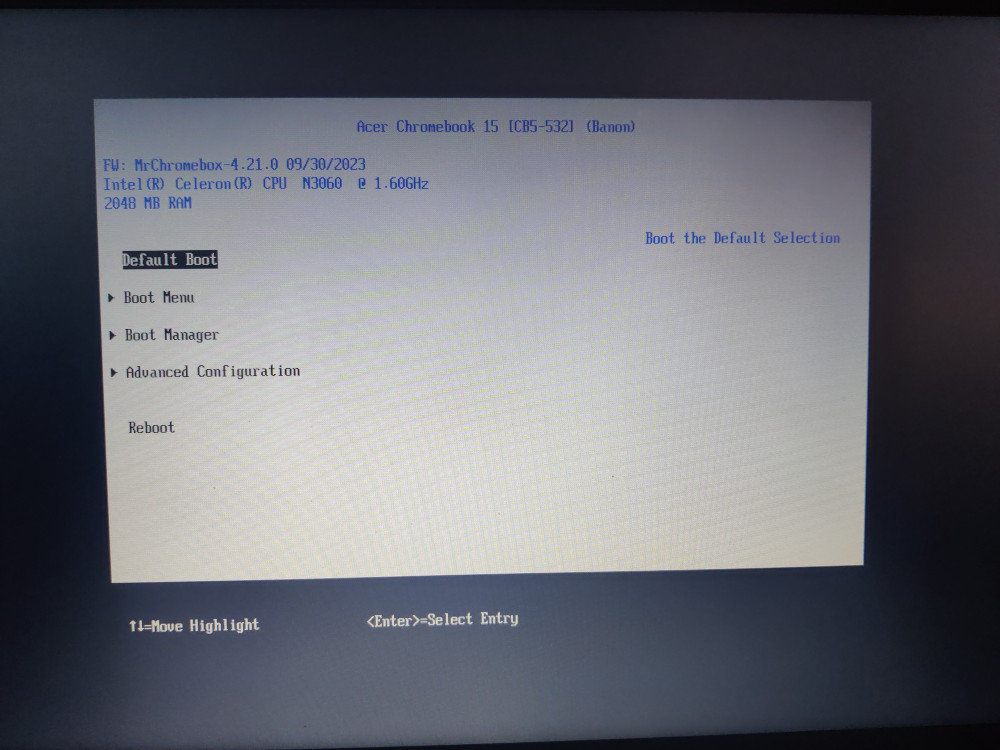 Acer Chromebook 15 [CB5-532] (Banon)
FW: MrChromebox-4.21.0 09/30/2023
Intel(R) Celeron(R) CPU N3060 @ 1.60GHz
2048 MB RAM
Boot the Default Selection
Default Boot
Boot Menu
Boot Manager
Advanced Configuration
Reboot
↑↓=Move Highlight
<Enter>=Select Entry